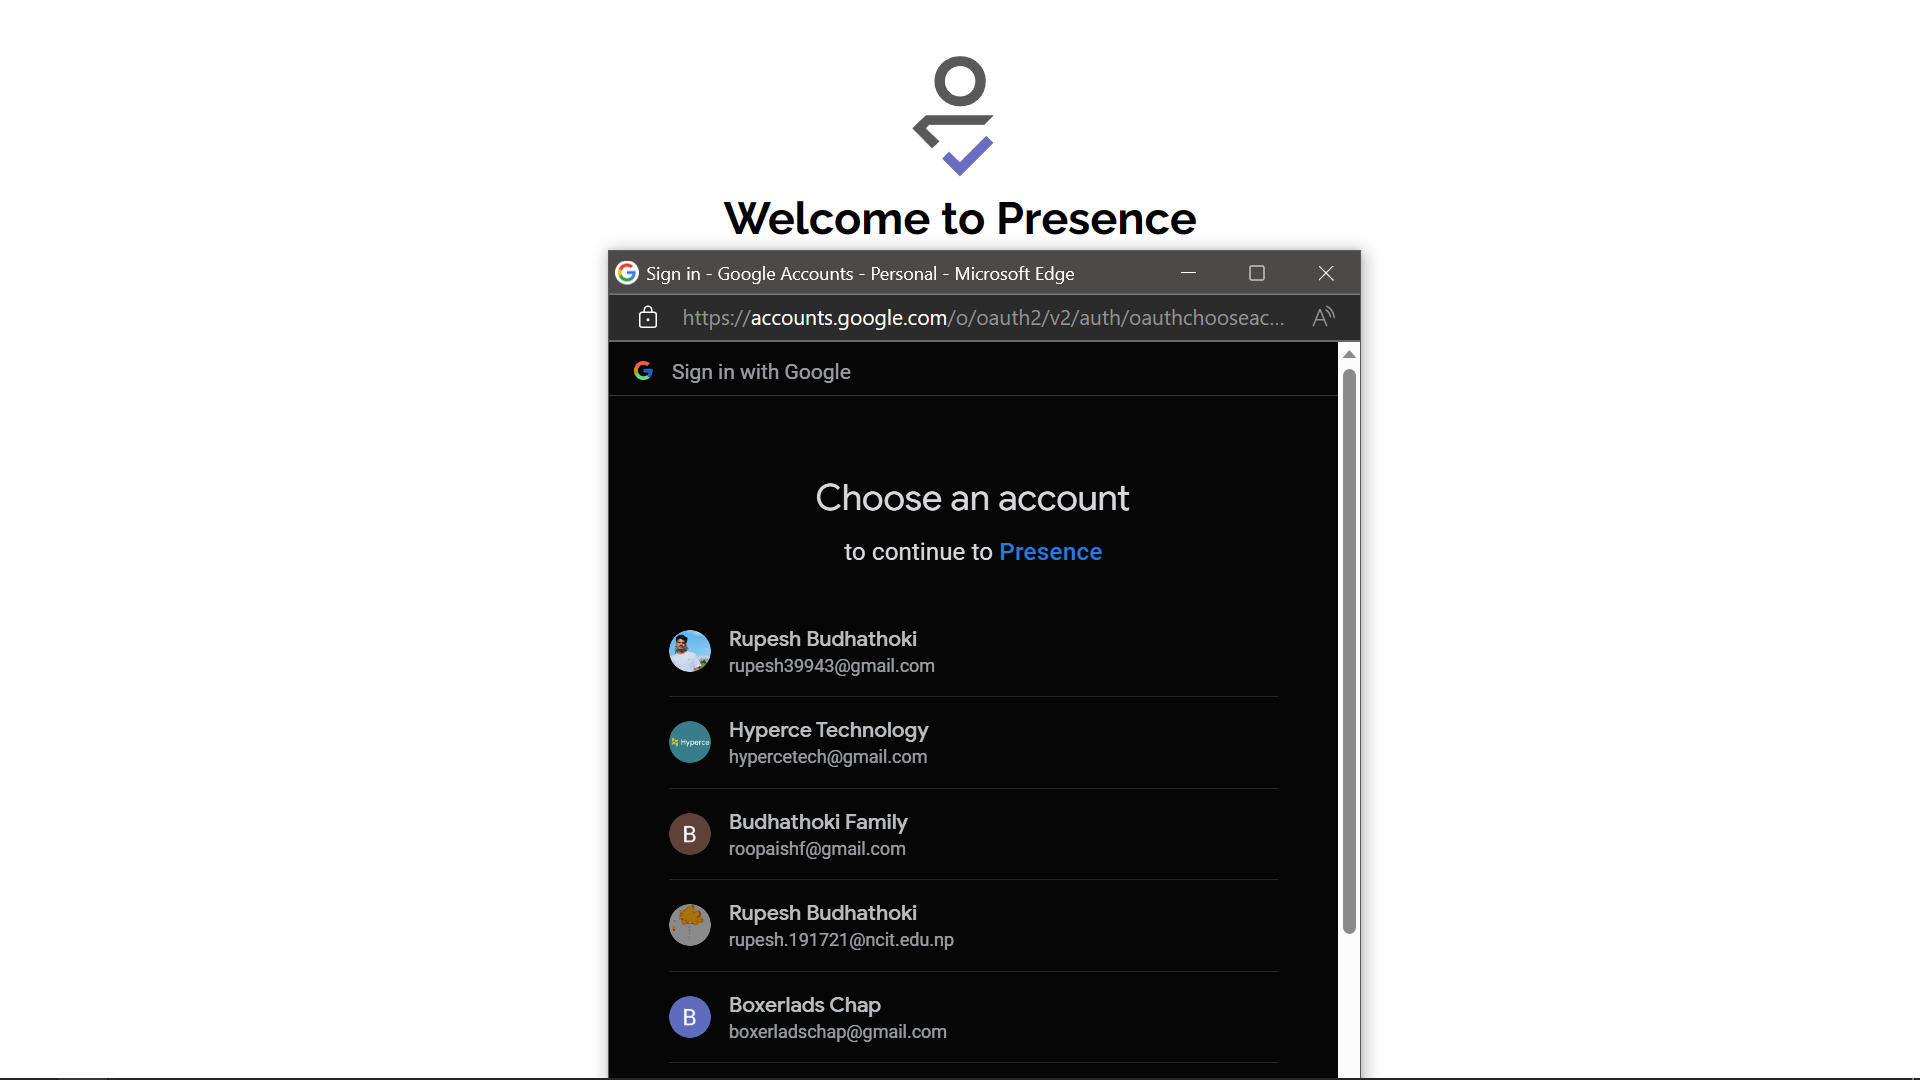 Welcome to Presence
Sign in - Google Accounts - Personal - Microsoft Edge
https://accounts.google.com/o/oauth2/v2/auth/oauthchooseac...
Sign in with Google
Choose an account
to continue to Presence
Rupesh Budhathoki
rupesh39943@gmail.com
Hyperce
Hyperce Technology
hypercetech@gmail.com
B
Budhathoki Family
roopaishf@gmail.com
Rupesh Budhathoki
rupesh.191721@ncit.edu.np
B
Boxerlads Chap
boxerladschap@gmail.com